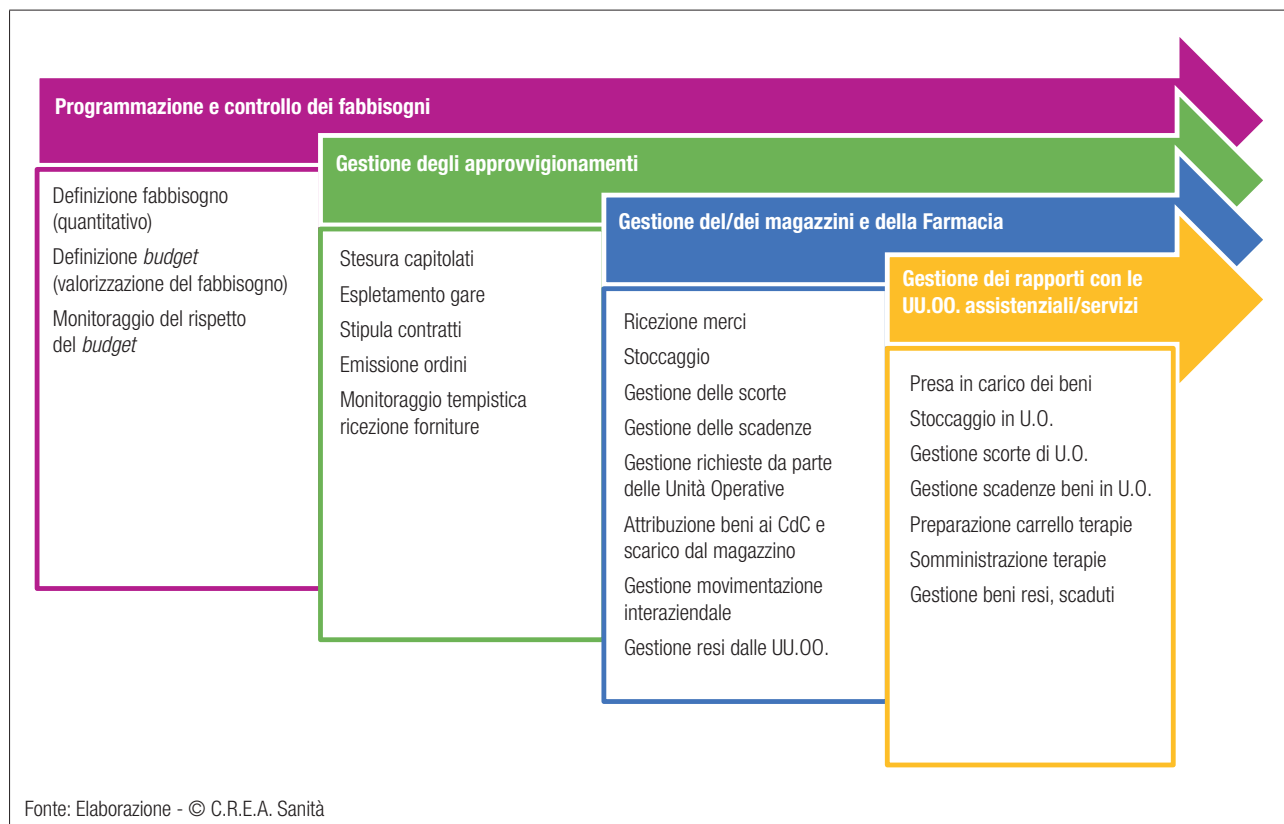 Programmazione e controllo dei fabbisogni
Definizione fabbisogno
(quantitativo)
Definizione budget
(valorizzazione del fabbisogno)
Monitoraggio del rispetto
del budget
Gestione degli approvvigionamenti
Stesura capitolati
Espletamento gare
Stipula contratti
Emissione ordini
Monitoraggio tempistica
ricezione forniture
Gestione del/dei magazzini e della Farmacia
Ricezione merci
Stoccaggio
Gestione delle scorte
Gestione delle scadenze
Gestione richieste da parte
delle Unità Operative
Attribuzione beni ai CdC e
scarico dal magazzino
Gestione movimentazione
interaziendale
Gestione resi dalle UU.OO.
Gestione dei rapporti con le
UU.OO. assistenziali/servizi
Presa in carico dei beni
Stoccaggio in U.O.
Gestione scorte di U.O.
Gestione scadenze beni in U.O.
Preparazione carrello terapie
Somministrazione terapie
Gestione beni resi, scaduti
Fonte: Elaborazione - © C.R.E.A. Sanità